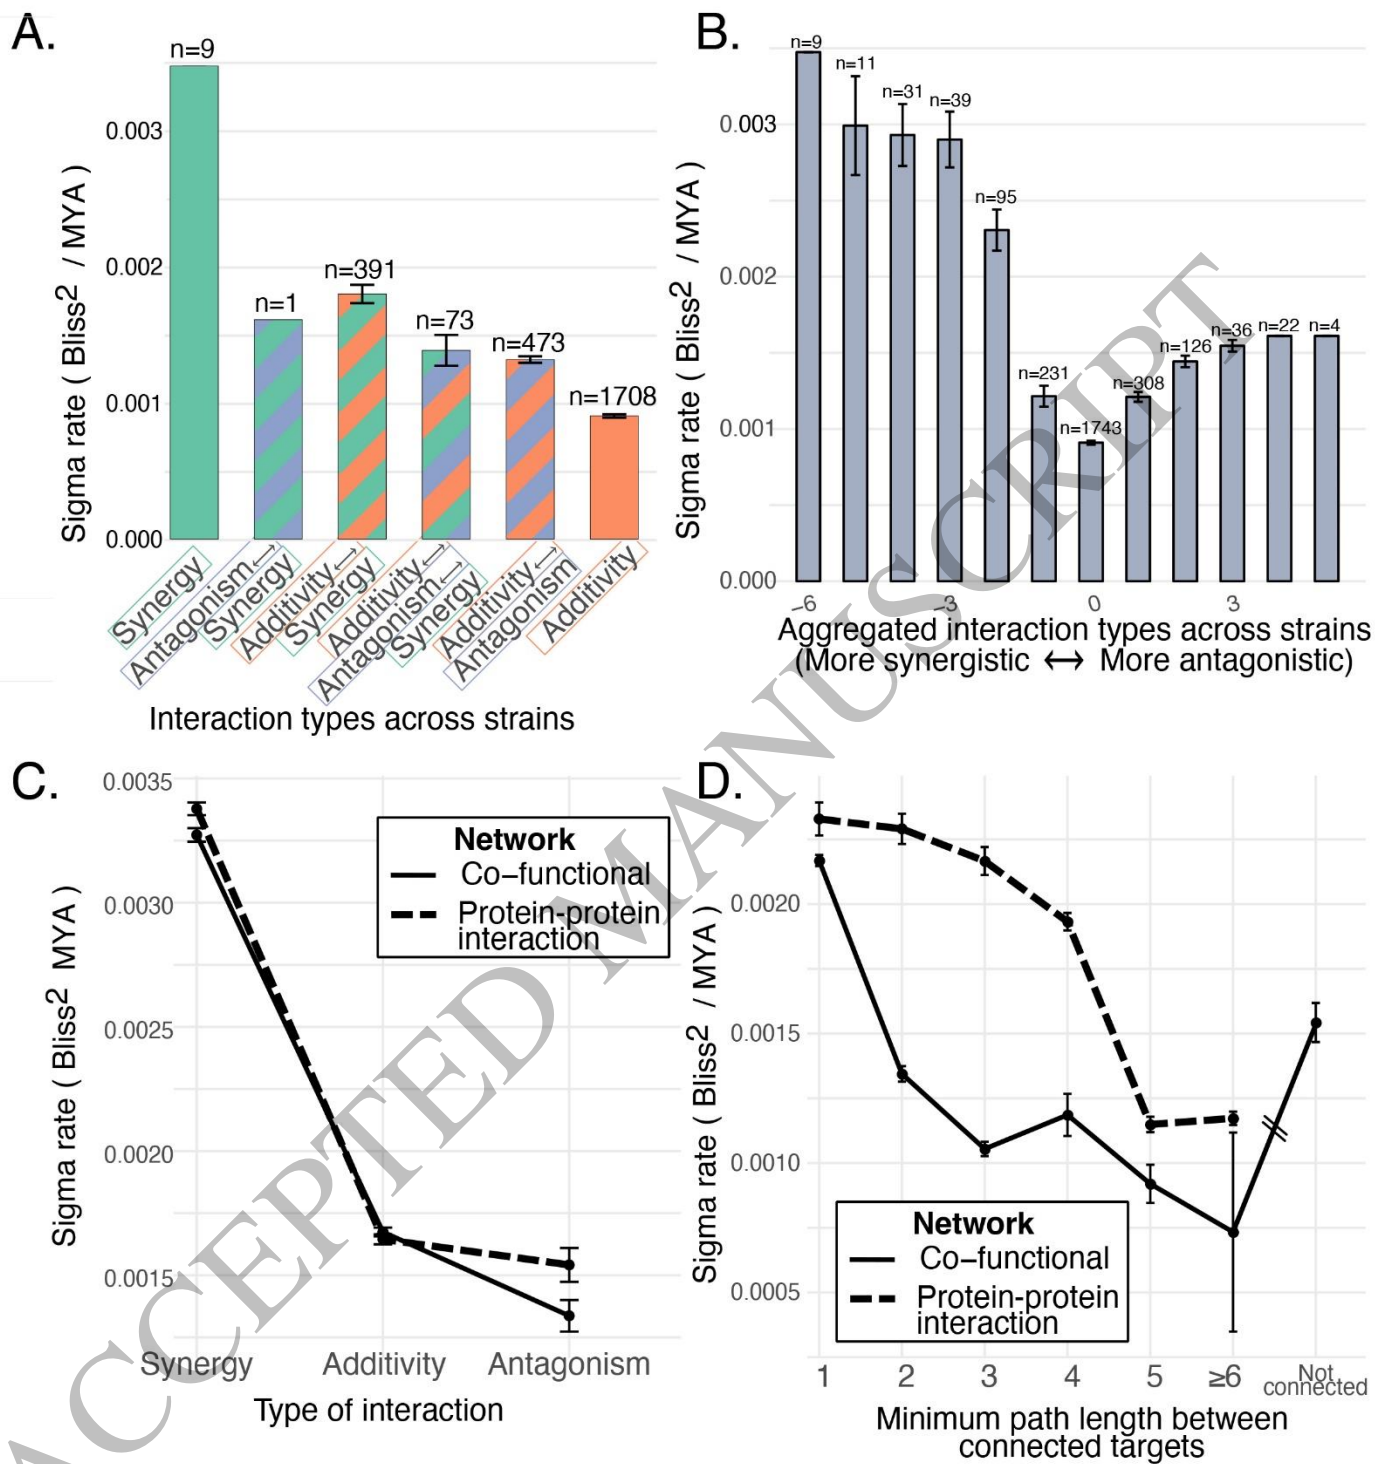 A.
n=9
n=1
n=391
n=73
n=473
n=1708
0.003
0.002
0.001
0.000
Sigma rate ( Bliss² / MYA )
Synergy
Antagonism↔
Synergy
Additivity↔
Synergy
Additivity↔
Antagonism↔
Synergy
Additivity↔
Antagonism
Additivity
Interaction types across strains
B.
n=9
n=11
n=31
n=39
n=95
n=231
n=1743
n=308
n=126
n=36
n=22
n=4
0.003
0.002
0.001
0.000
Sigma rate ( Bliss² / MYA )
−6
−3
0
3
Aggregated interaction types across strains
(More synergistic ↔ More antagonistic)
C.
0.0035
0.0030
0.0025
0.0020
0.0015
Sigma rate ( Bliss² MYA )
Network
Co−functional
Protein-protein
interaction
Synergy
Additivity
Antagonism
Type of interaction
D.
0.0020
0.0015
0.0010
0.0005
Sigma rate ( Bliss² / MYA )
Network
Co−functional
Protein-protein
interaction
1
2
3
4
5
≥6
Not
connected
Minimum path length between
connected targets
ACCEPTED MANUSCRIPT